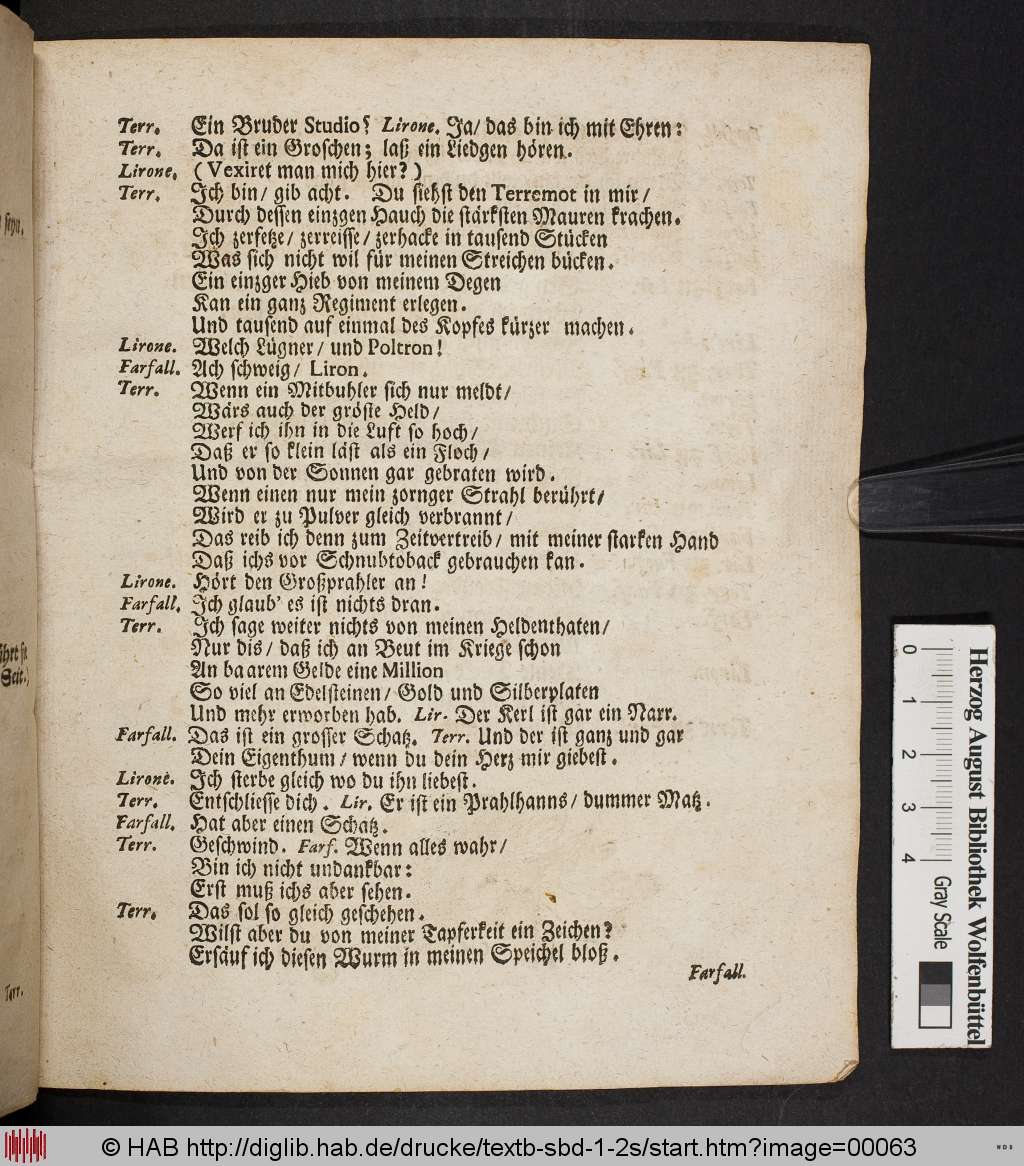 Terr. Ein Bruder Studio? Lirone. Ja/ das bin ich mit Ehren:
Terr. Da ist ein Groschen; laß ein Liedgen hören.
Lirone. (Vexiret man mich hier?)
Terr. Ich bin/ gib acht. Du siehst den Terremot in mir/
Durch dessen einzgen Hauch die stärksten Mauren krachen.
Ich zerfetze/ zerreisse/ zerhacke in tausend Stücken
Was sich nicht wil für meinen Streichen bücken.
Ein einzger Hieb von meinem Degen
Kan ein ganz Regiment erlegen.
Und tausend auf einmal des Kopfes kürzer machen.
Lirone. Welch Lügner/ und Poltron!
Farfall. Ach schweig/ Liron.
Terr. Wenn ein Mitbuhler sich nur meldt/
Wärs auch der gröste Held/
Werf ich ihn in die Luft so hoch/
Daß er so klein läst als ein Floch/
Und von der Sonnen gar gebraten wird.
Wenn einen nur mein zornger Strahl berührt/
Wird er zu Pulver gleich verbrannt/
Das reib ich denn zum Zeitvertreib/ mit meiner starken Hand
Daß ichs vor Schnubtoback gebrauchen kan.
Lirone. Hört den Großprahler an!
Farfall. Ich glaub' es ist nichts dran.
Terr. Ich sage weiter nichts von meinen Heldenthaten/
Nur dis/ daß ich an Beut im Kriege schon
An baarem Gelde eine Million
So viel an Edelsteinen/ Gold und Silberplaten
Und mehr erworben hab. Lir. Der Kerl ist gar ein Narr.
Farfall. Das ist ein grosser Schatz. Terr. Und der ist ganz und gar
Dein Eigenthum/ wenn du dein Herz mir giebest.
Lirone. Ich sterbe gleich wo du ihn liebest.
Terr. Entschliesse dich. Lir. Er ist ein Prahlhanns/ dummer Matz.
Farfall. Hat aber einen Schatz.
Terr. Geschwind. Farf. Wenn alles wahr/
Bin ich nicht undankbar:
Erst muß ichs aber sehen.
Terr. Das sol so gleich geschehen.
Wilst aber du von meiner Tapferkeit ein Zeichen?
Ersäuf ich diesen Wurm in meinen Speichel bloß.
Farfall.
seyn.
Seit.)
Terr.
0 1 2 3 4
Gray Scale
Herzog August Bibliothek Wolfenbüttel
© HAB http://diglib.hab.de/drucke/textb-sbd-1-2s/start.htm?image=00063